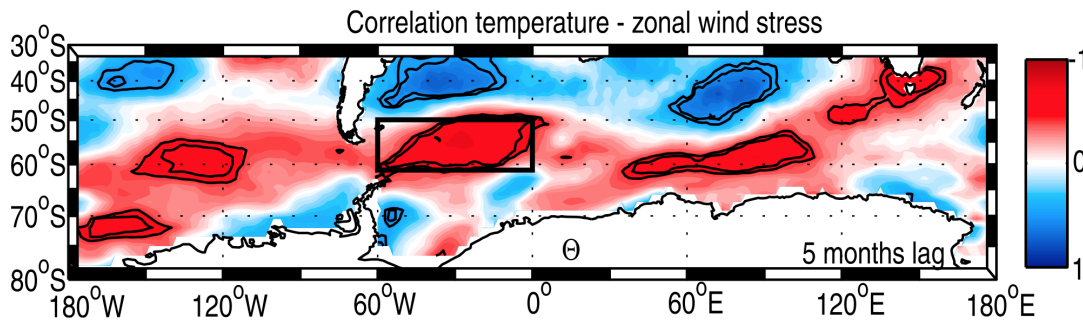 Correlation temperature - zonal wind stress
30°S
40°S
50°S
60°S
70°S
80°S
180°W
120°W
60°W
0°
60°E
120°E
180°E
Θ
5 months lag
-1
0
1